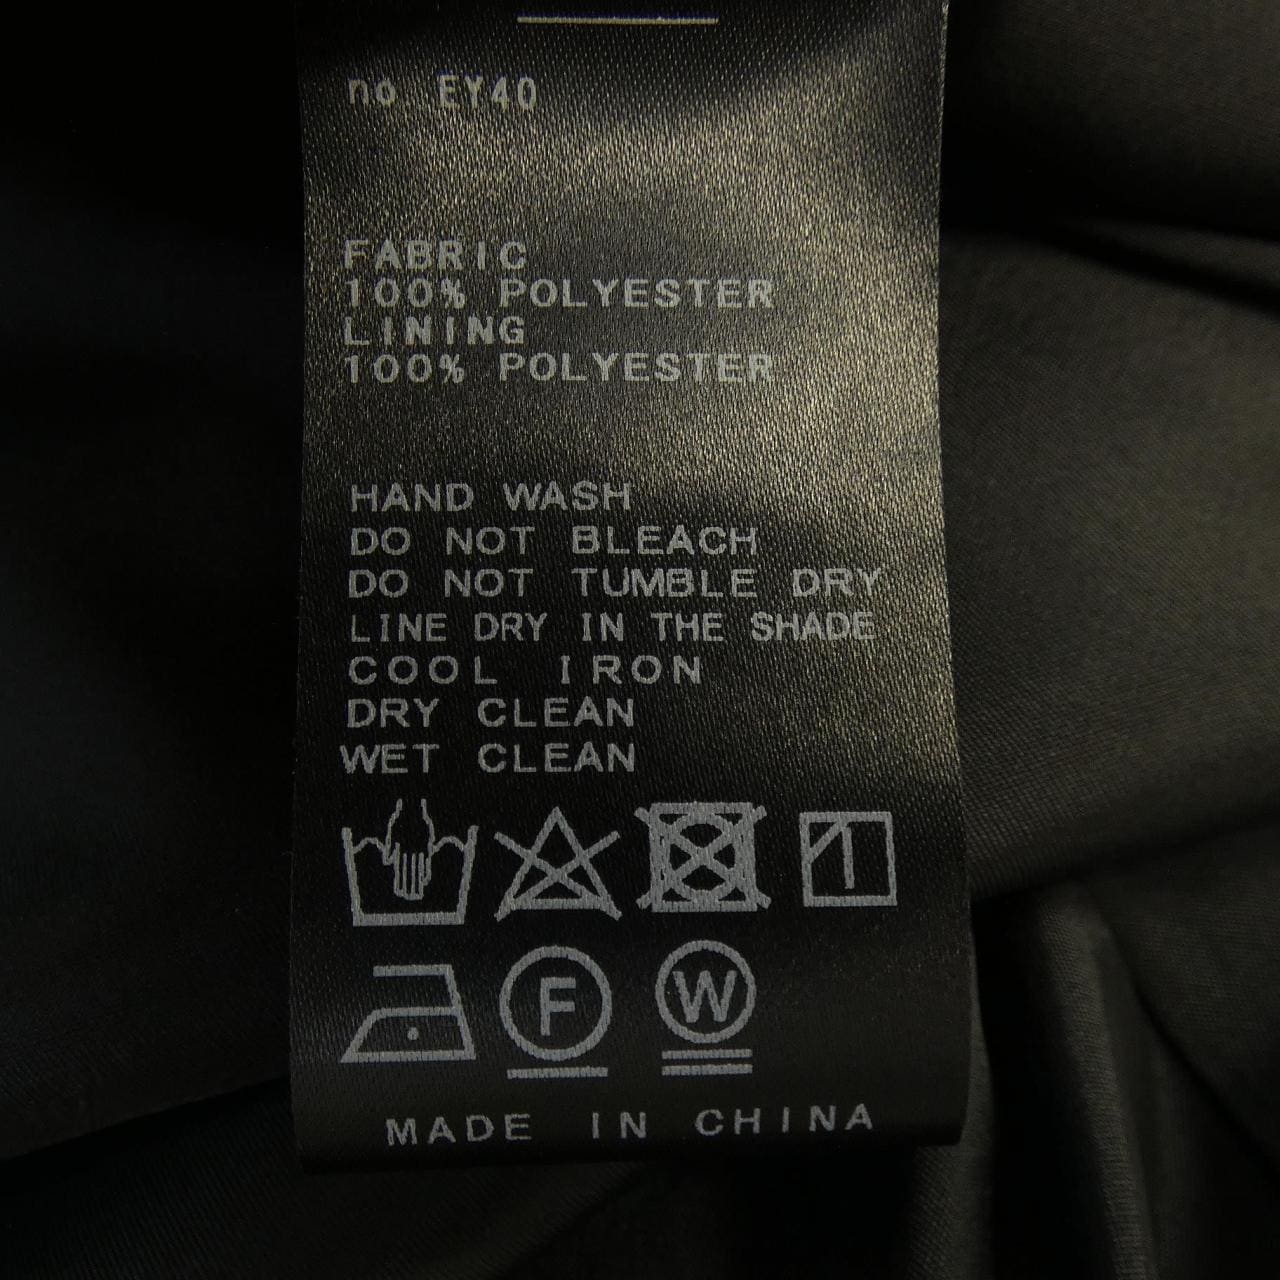 no. EY40
FABRIC
100% POLYESTER
LINING
100% POLYESTER
HAND WASH
DO NOT BLEACH
DO NOT TUMBLE DRY
LINE DRY IN THE SHADE
COOL IRON
DRY CLEAN
WET CLEAN
F W
MADE IN CHINA